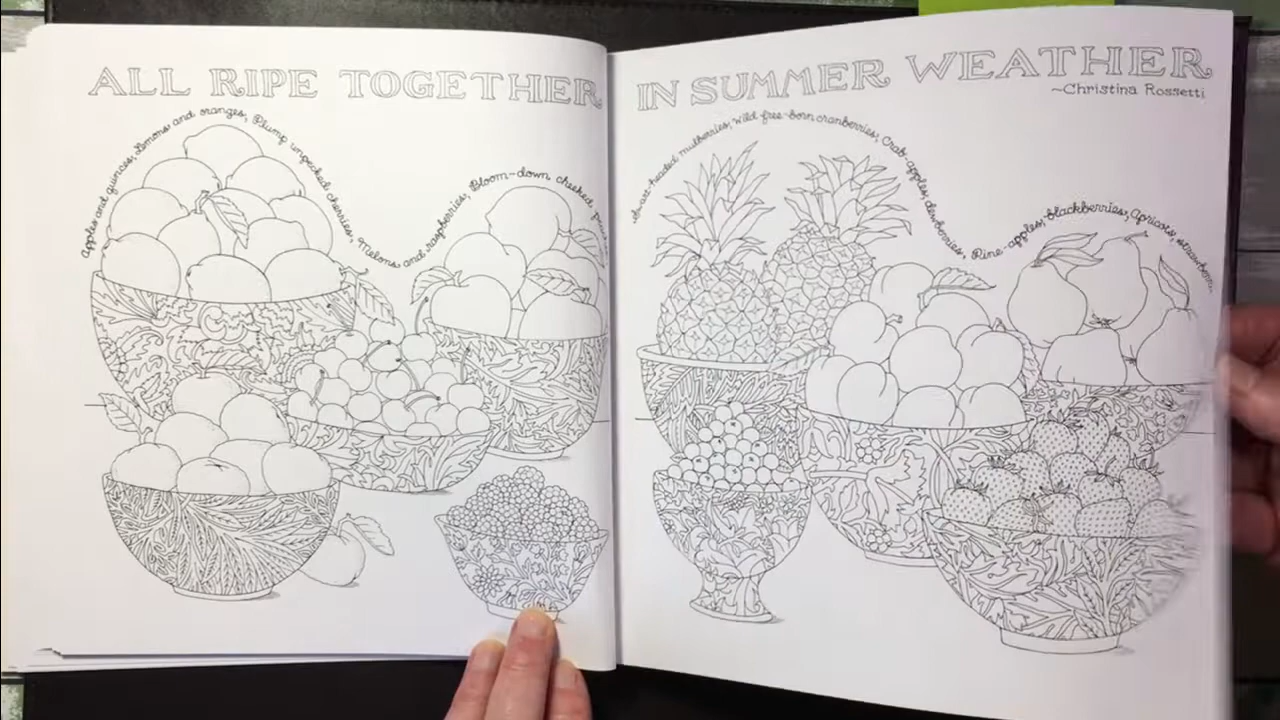 ALL RIPE TOGETHER
IN SUMMER WEATHER
~Christina Rossetti
Apples and quinces, Lemons and oranges, Plump unpecked cherries, Melons and raspberries, Bloom-down cheeked
headed mulberries, Wild free-born cranberries, Crab-apples, dewberries, Pine-apples, blackberries, Apricots,